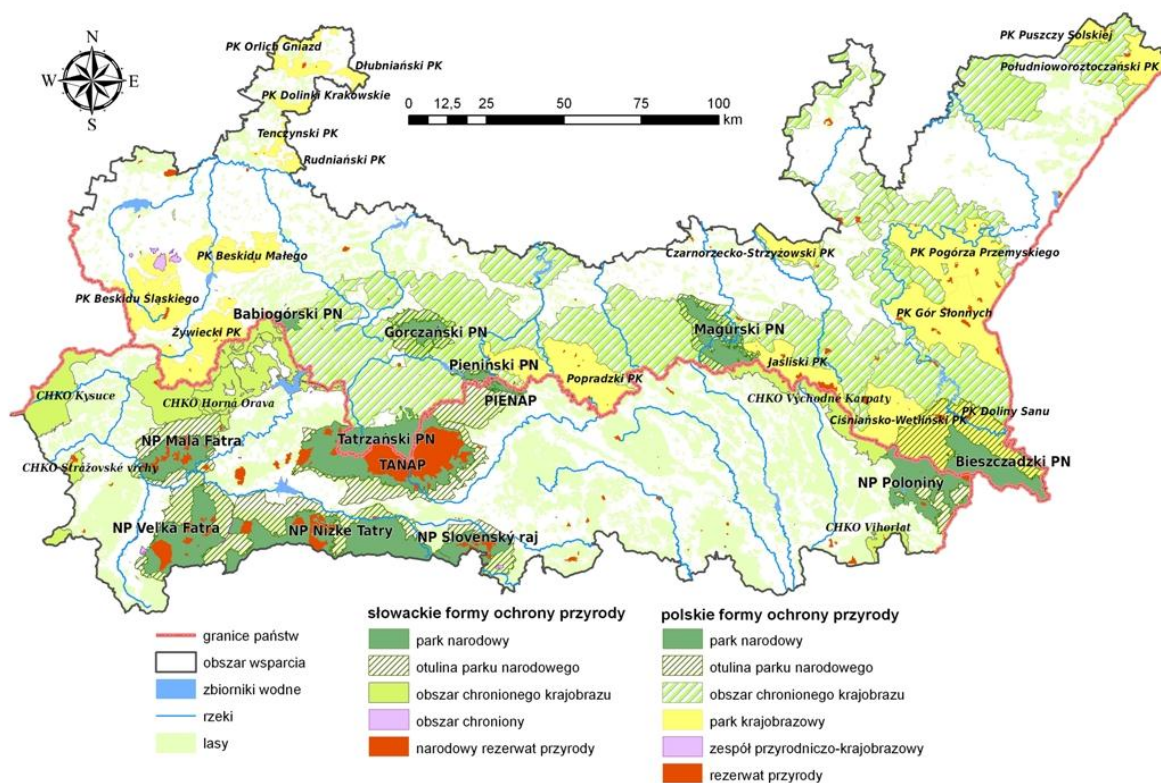 PK Orlich Gniazd
Dłubniański PK
PK Dolinki Krakowskie
Tenczynski PK
Rudniański PK
N
W E
S
0 12,5 25 50 75 100
km
PK Puszczy Solskiej
Południoworoztoczański PK
PK Beskidu Małego
PK Beskidu Śląskiego
Żywiecki PK
Babiogórski PN
Gorczański PN
Pieniński PN
PIENAP
Popradzki PK
Czarnorzecko-Strzyżowski PK
Magurski PN
Jaśliski PK
PK Pogórza Przemyskiego
PK Gór Słonnych
CHKO Kysuce
CHKO Horná Orava
NP Malá Fatra
CHKO Strážovské vrchy
Tatrzański PN
TANAP
CHKO Východné Karpaty
Ciśniańsko-Wetliński PK
PK Doliny Sanu
Bieszczadzki PN
NP Poloniny
CHKO Vihorlat
NP Veľká Fatra
NP Nízke Tatry
NP Slovenský raj
granice państw
obszar wsparcia
zbiorniki wodne
rzeki
lasy
słowackie formy ochrony przyrody
park narodowy
otulina parku narodowego
obszar chronionego krajobrazu
obszar chroniony
narodowy rezerwat przyrody
polskie formy ochrony przyrody
park narodowy
otulina parku narodowego
obszar chronionego krajobrazu
park krajobrazowy
zespół przyrodniczo-krajobrazowy
rezerwat przyrody